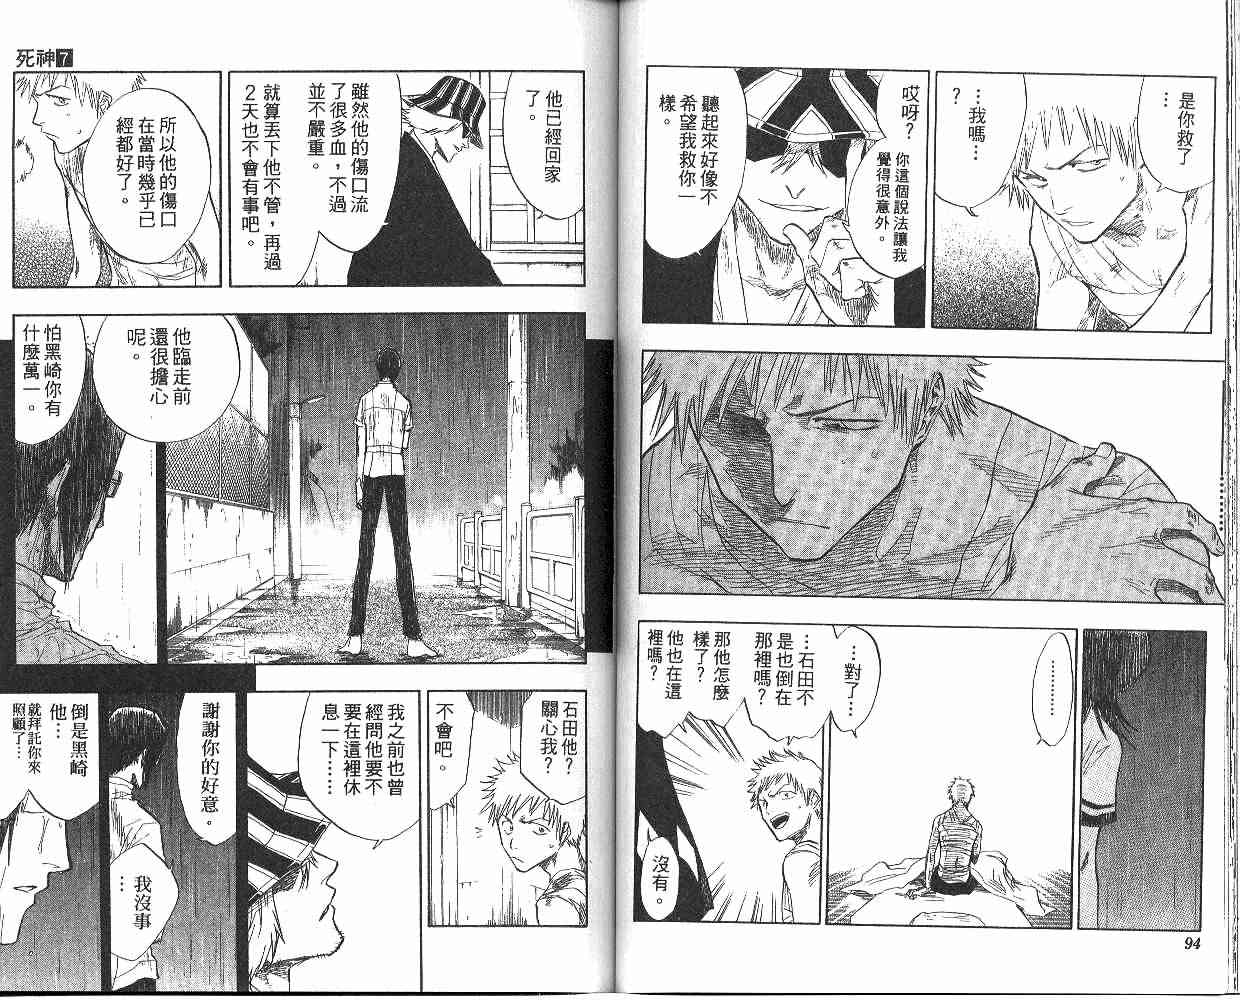 是你救了
…
…我嗎…
?
哎呀?
你這個說法讓我
覺得很意外。
聽起來好像不
希望我救你一
樣。
………
…………
…對了…
…石田不
是也倒在
那裡嗎?
那他怎麼
樣了?
他也在這
裡嗎?
沒有。
94
死神7
他已經回家
了。
雖然他的傷口流
了很多血，不過
並不嚴重。
就算丟下他不管，再過
2天也不會有事吧。
所以他的傷口
在當時幾乎已
經都好了。
他臨走前
還很擔心
呢。
怕黑崎你有
什麼萬一。
石田他?
關心我?
不會吧。
我之前也曾
經問他要不
要在這裡休
息一下……
謝謝你的好意。
我沒事
…
倒是黑崎
他…
就拜託你來
照顧了…